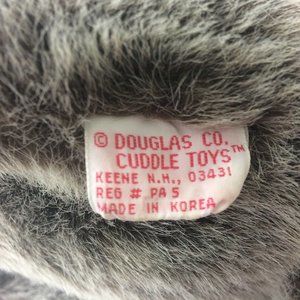 © DOUGLAS CO.
CUDDLE TOYS™
KEENE N.H., 03431
REG # PA 5
MADE IN KOREA